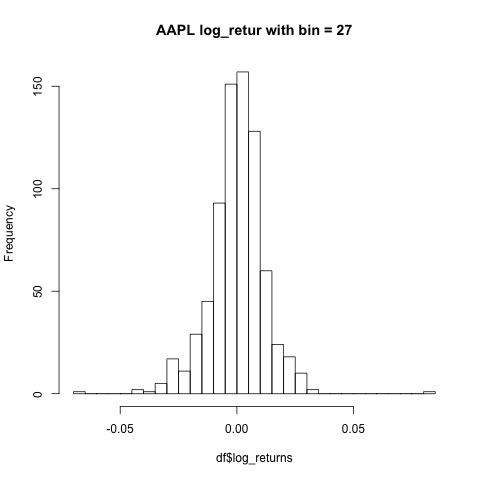 AAPL log_retur with bin = 27
Frequency
150
100
50
0
-0.05 0.00 0.05
df$log_returns